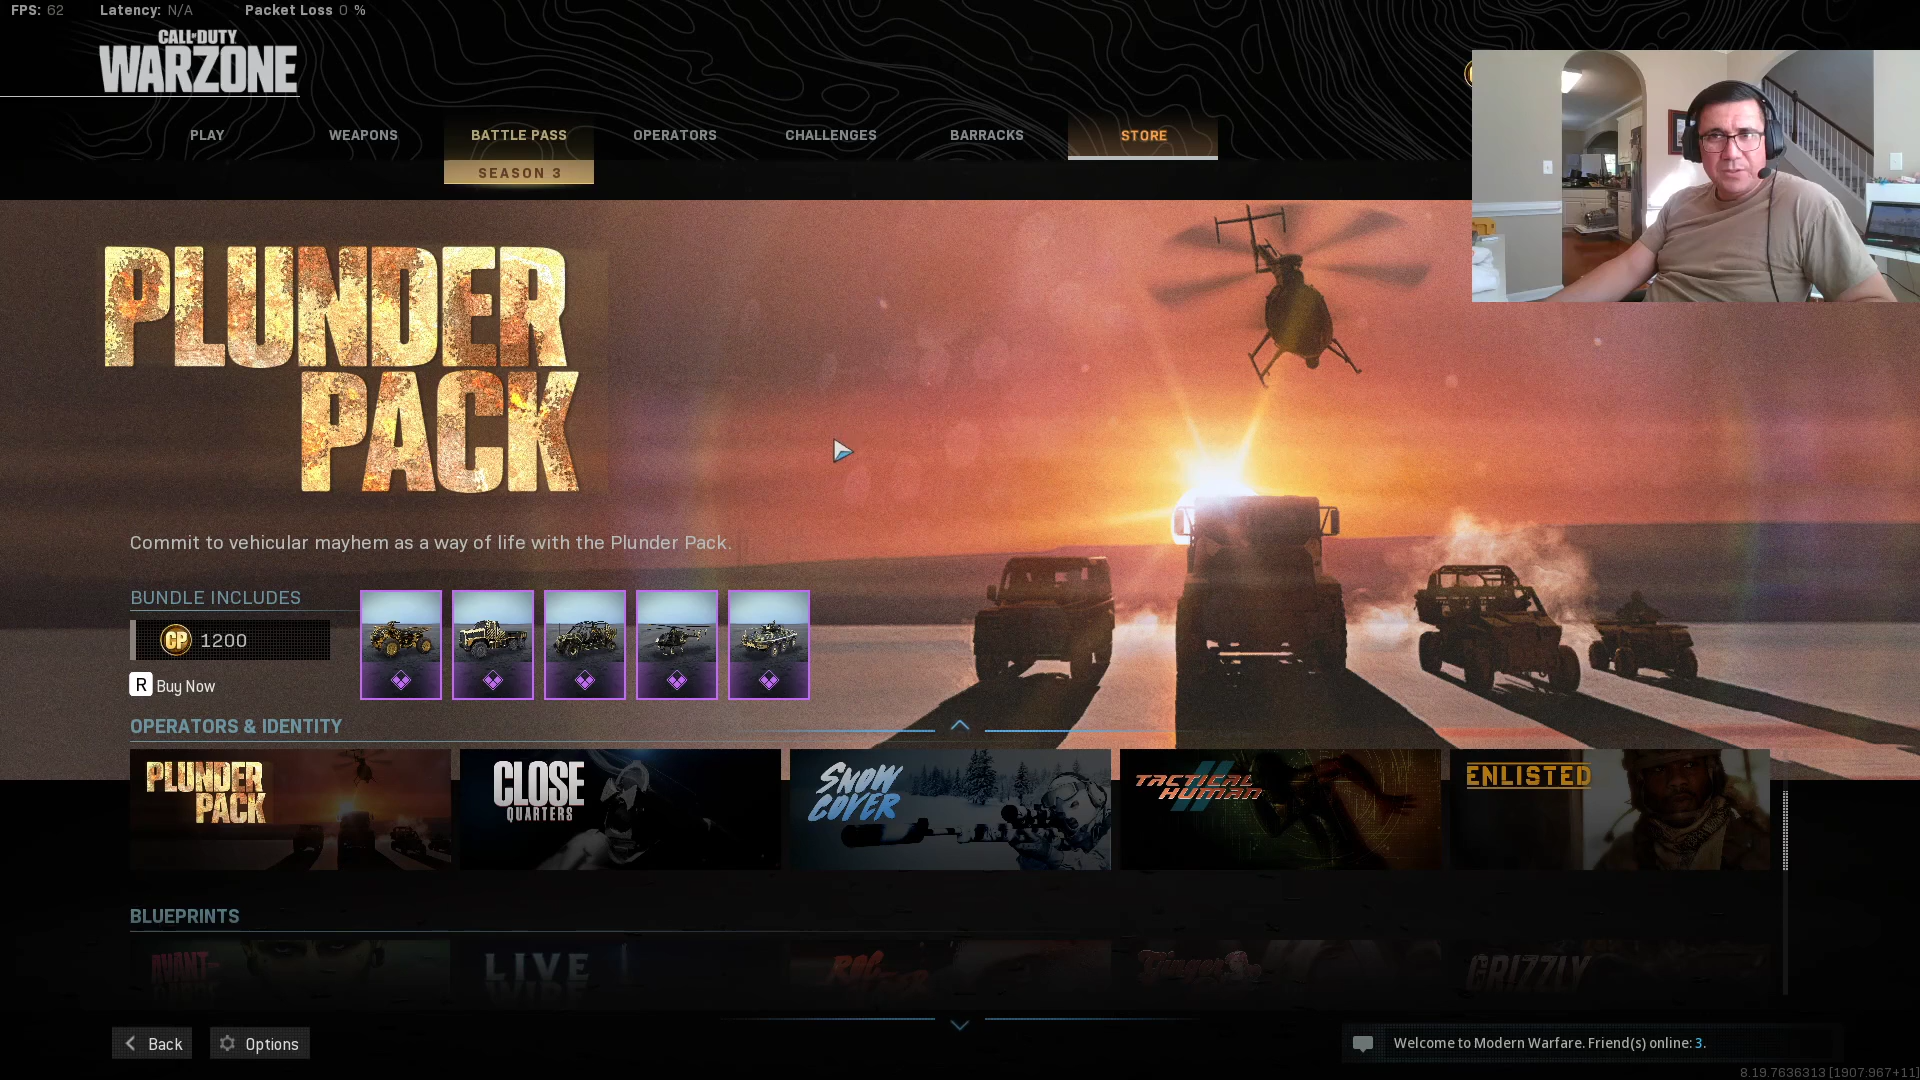 FPS: 62 Latency: N/A Packet Loss 0 %
CALL OF DUTY
WARZONE
PLAY WEAPONS BATTLE PASS OPERATORS CHALLENGES BARRACKS STORE
SEASON 3
PLUNDER
PACK
Commit to vehicular mayhem as a way of life with the Plunder Pack.
BUNDLE INCLUDES
CP 1200
R Buy Now
OPERATORS & IDENTITY
PLUNDER
PACK
CLOSE
QUARTERS
SNOW
COVER
TACTICAL
HUMAN
ENLISTED
BLUEPRINTS
AVANT-
LIVE
WIRE
GRIZZLY
Back Options
Welcome to Modern Warfare. Friend(s) online: 3.
8.19.7636313 [1907:967+11]